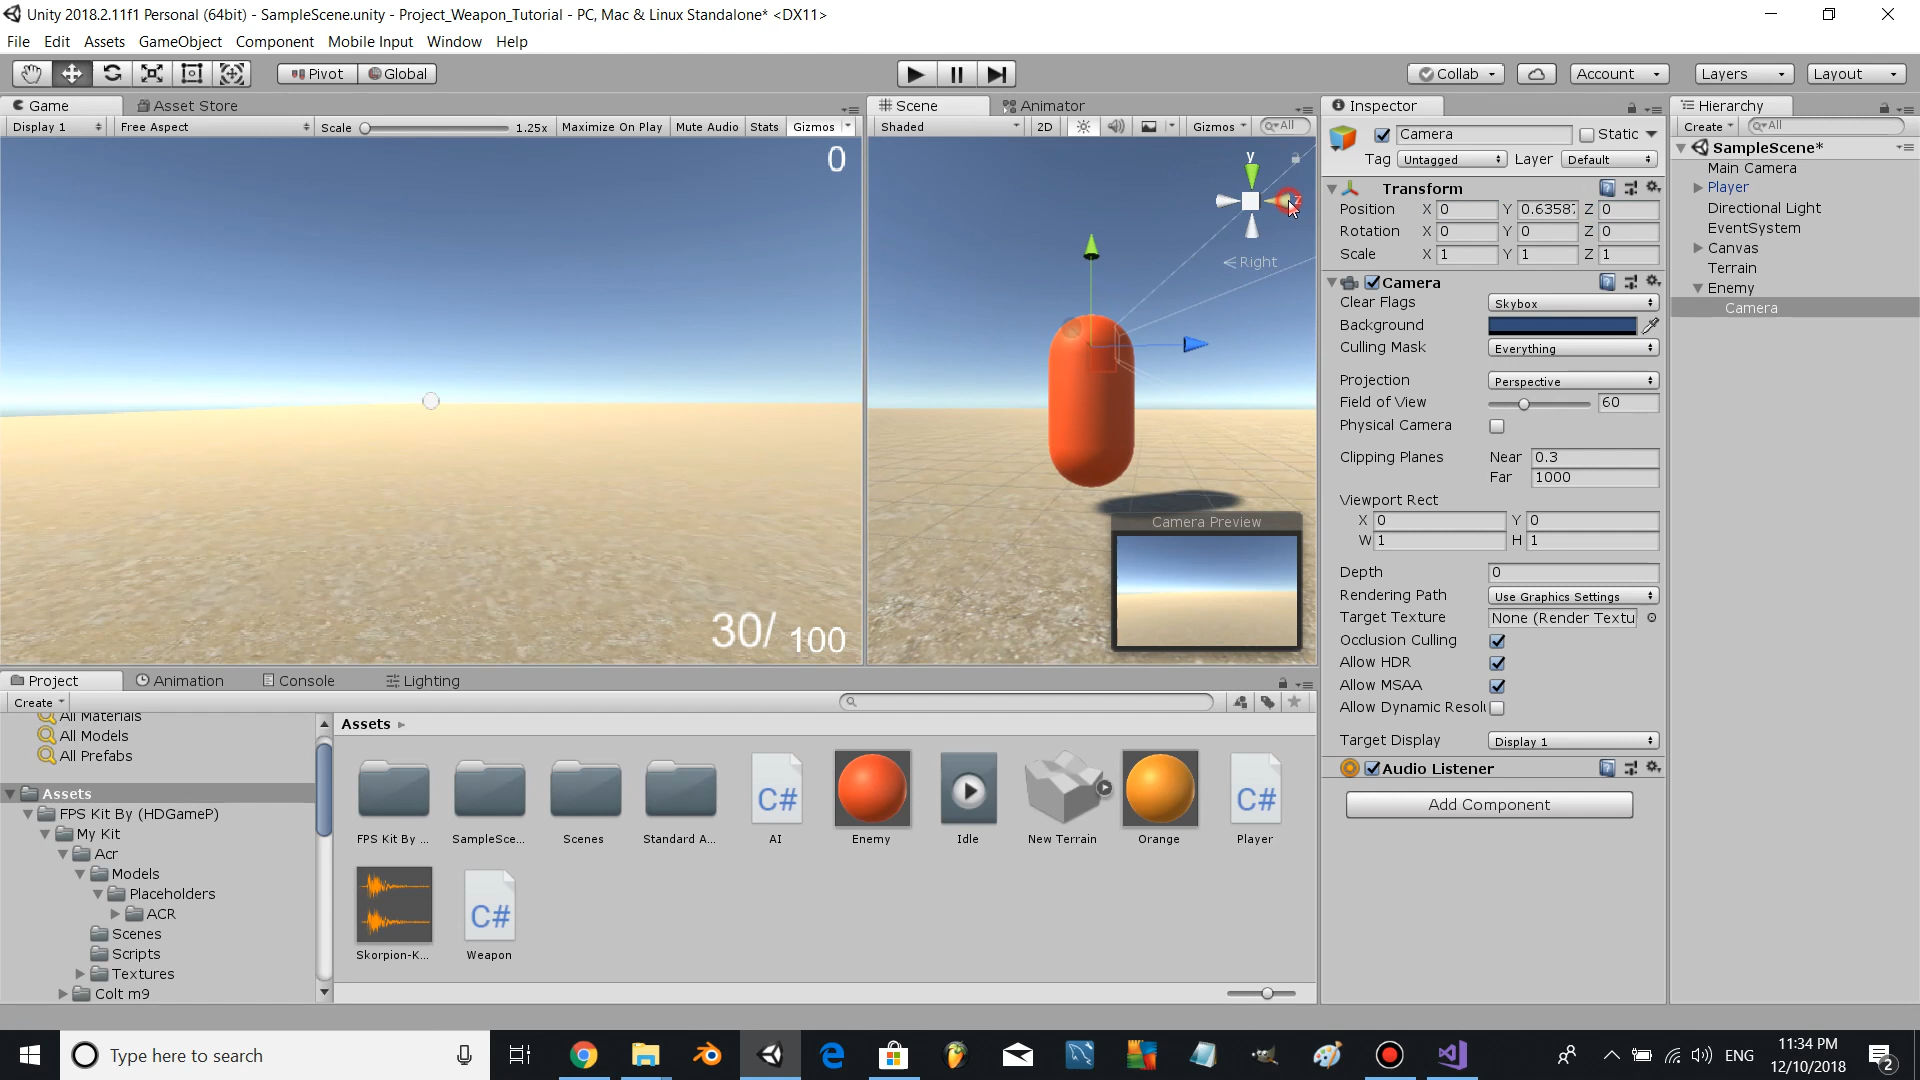 Unity 2018.2.11f1 Personal (64bit) - SampleScene.unity - Project_Weapon_Tutorial - PC, Mac & Linux Standalone* <DX11>
File Edit Assets GameObject Component Mobile Input Window Help
Pivot Global Collab Account Layers Layout
Game Asset Store
Display 1 Free Aspect Scale 1.25x Maximize On Play Mute Audio Stats Gizmos
0
30/ 100
Scene Animator
Shaded 2D Gizmos All
y
z
Right
Camera Preview
Inspector
Camera Static
Tag Untagged Layer Default
Transform
Position X 0 Y 0.6358 Z 0
Rotation X 0 Y 0 Z 0
Scale X 1 Y 1 Z 1
Camera
Clear Flags Skybox
Background
Culling Mask Everything
Projection Perspective
Field of View 60
Physical Camera
Clipping Planes Near 0.3
Far 1000
Viewport Rect
X 0 Y 0
W 1 H 1
Depth 0
Rendering Path Use Graphics Settings
Target Texture None (Render Textu
Occlusion Culling
Allow HDR
Allow MSAA
Allow Dynamic Resolu
Target Display Display 1
Audio Listener
Add Component
Hierarchy
Create All
SampleScene*
Main Camera
Player
Directional Light
EventSystem
Canvas
Terrain
Enemy
Camera
Project Animation Console Lighting
Create
All Materials
All Models
All Prefabs
Assets
FPS Kit By (HDGameP)
My Kit
Acr
Models
Placeholders
ACR
Scenes
Scripts
Textures
Colt m9
Assets
C# C#
FPS Kit By ... SampleSce... Scenes Standard A... AI Enemy Idle New Terrain Orange Player
C#
Skorpion-K... Weapon
Type here to search
ENG
11:34 PM
12/10/2018
2